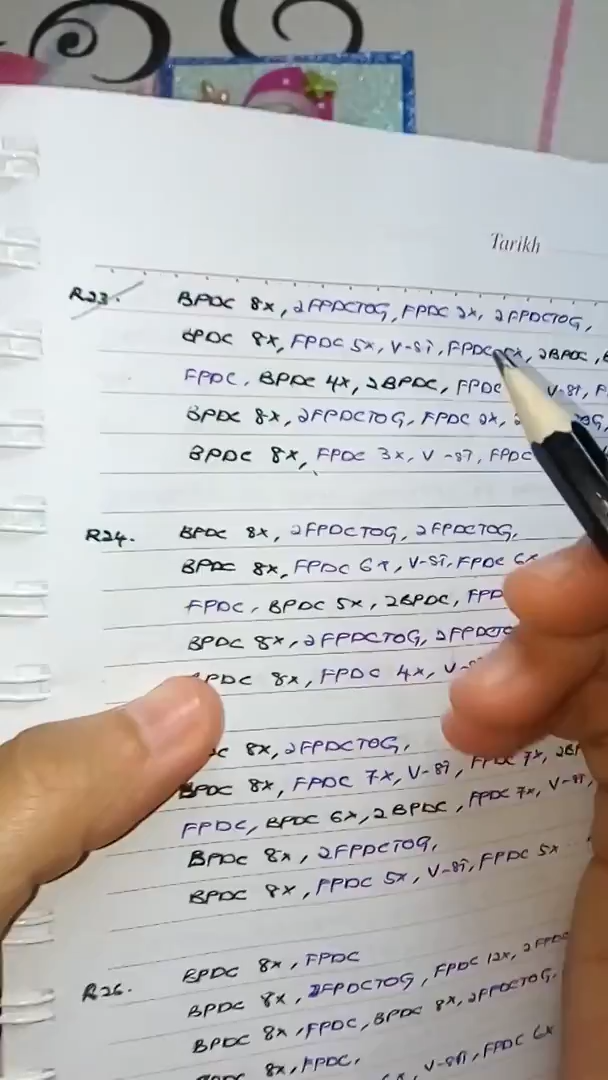 Tarikh
R23. BPDC 8X, 2FPDCTOG, FPDC 2X, 2FPDCTOG,
BPDC 8X, FPDC 5X, V-ST, FPDC 2BPDC,
FPDC, BPDC 4X, 2BPDC, FPDC V-ST,
BPDC 8X, 2FPDCTOG, FPDC 2X,
BPDC 8X, FPDC 3X, V-ST, FPDC
R24. BPDC 8X, 2FPDCTOG, 2FPDCTOG,
BPDC 8X, FPDC 6X, V-ST, FPDC 6X
FPDC, BPDC 5X, 2BPDC,
BPDC 8X, 2FPDCTOG,
8X, FPDC 4X,
8X, 2FPDCTOG,
BPDC 8X, FPDC 7X, V-ST, FPDC 7X,
FPDC, BPDC 6X, 2BPDC, FPDC 7X, V-ST,
BPDC 8X, 2FPDCTOG,
BPDC 8X, FPDC 5X, V-ST, FPDC 5X
R26. BPDC 8X, FPDC
BPDC 8X, 2FPDCTOG, FPDC 12X,
BPDC 8X, FPDC, BPDC 8X, 2FPDCTOG,
8X, FPDC,
V-ST, FPDC 6X